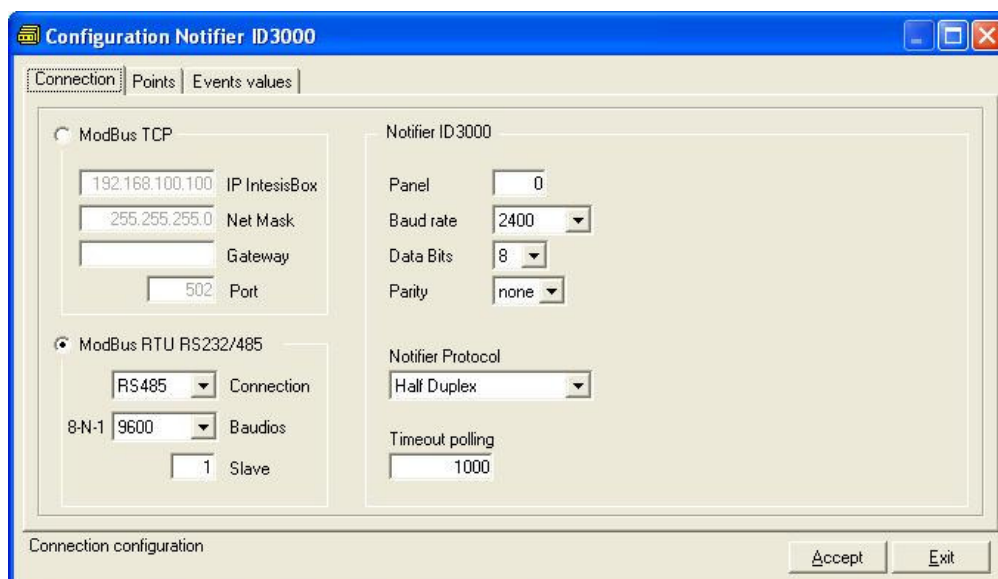 Configuration Notifier ID3000
Connection Points Events values
ModBus TCP
192.168.100.100 IP IntesisBox
255.255.255.0 Net Mask
Gateway
502 Port
ModBus RTU RS232/485
RS485 Connection
8-N-1 9600 Baudios
1 Slave
Notifier ID3000
Panel 0
Baud rate 2400
Data Bits 8
Parity none
Notifier Protocol
Half Duplex
Timeout polling
1000
Connection configuration
Accept Exit